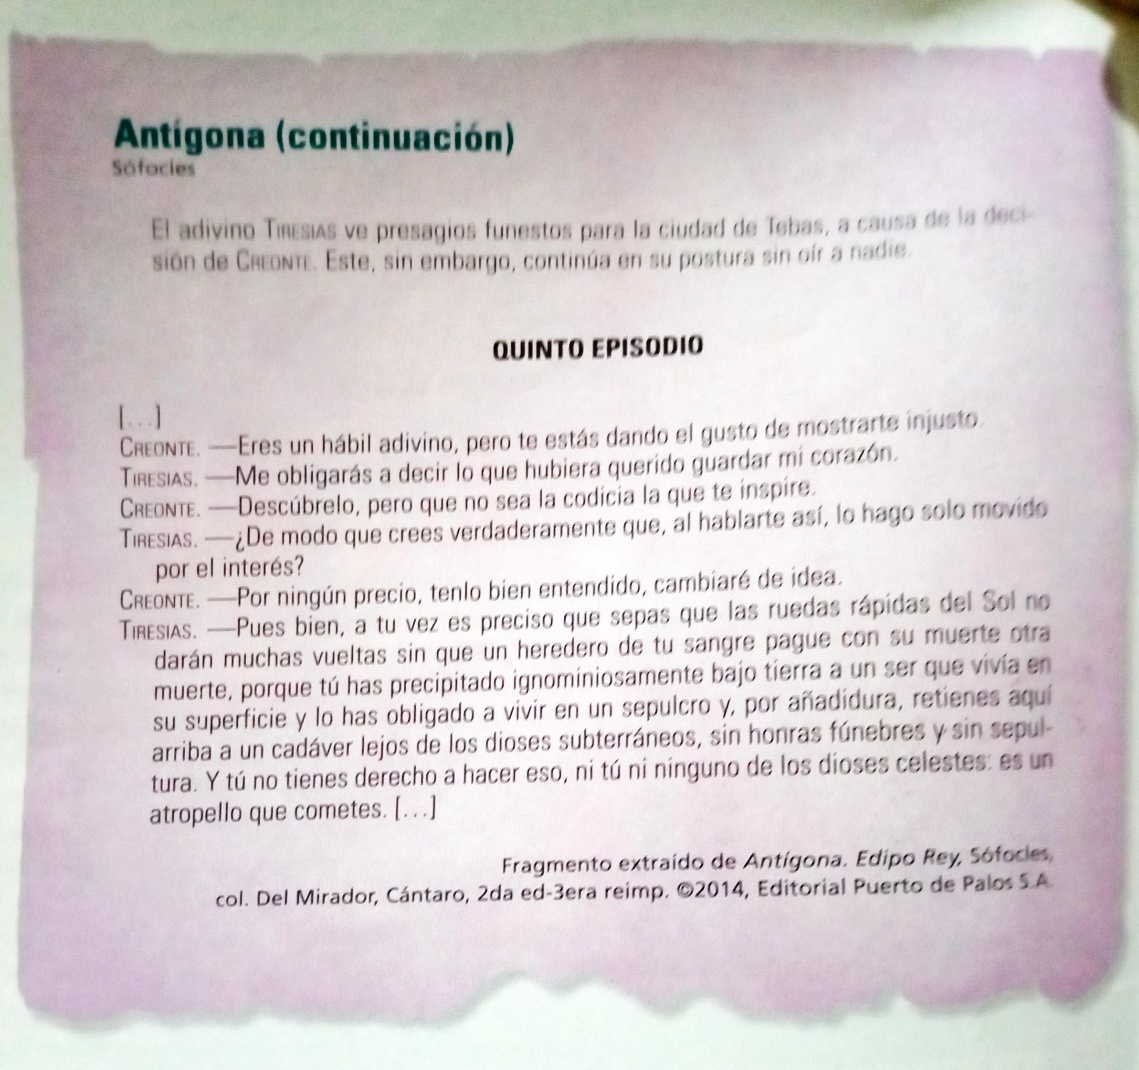 Antígona (continuación)
Sófocles
El adivino TIRESIAS ve presagios funestos para la ciudad de Tebas, a causa de la deci-
sión de CREONTE. Este, sin embargo, continúa en su postura sin oír a nadie.
QUINTO EPISODIO
[...]
CREONTE. —Eres un hábil adivino, pero te estás dando el gusto de mostrarte injusto.
TIRESIAS. —Me obligarás a decir lo que hubiera querido guardar mi corazón.
CREONTE. —Descúbrelo, pero que no sea la codicia la que te inspire.
TIRESIAS. —¿De modo que crees verdaderamente que, al hablarte así, lo hago solo movido
por el interés?
CREONTE. —Por ningún precio, tenlo bien entendido, cambiaré de idea.
TIRESIAS. —Pues bien, a tu vez es preciso que sepas que las ruedas rápidas del Sol no
darán muchas vueltas sin que un heredero de tu sangre pague con su muerte otra
muerte, porque tú has precipitado ignominiosamente bajo tierra a un ser que vivía en
su superficie y lo has obligado a vivir en un sepulcro y, por añadidura, retienes aquí
arriba a un cadáver lejos de los dioses subterráneos, sin honras fúnebres y sin sepul-
tura. Y tú no tienes derecho a hacer eso, ni tú ni ninguno de los dioses celestes: es un
atropello que cometes. [...]
Fragmento extraído de Antígona. Edipo Rey, Sófocles,
col. Del Mirador, Cántaro, 2da ed-3era reimp. ©2014, Editorial Puerto de Palos S.A.